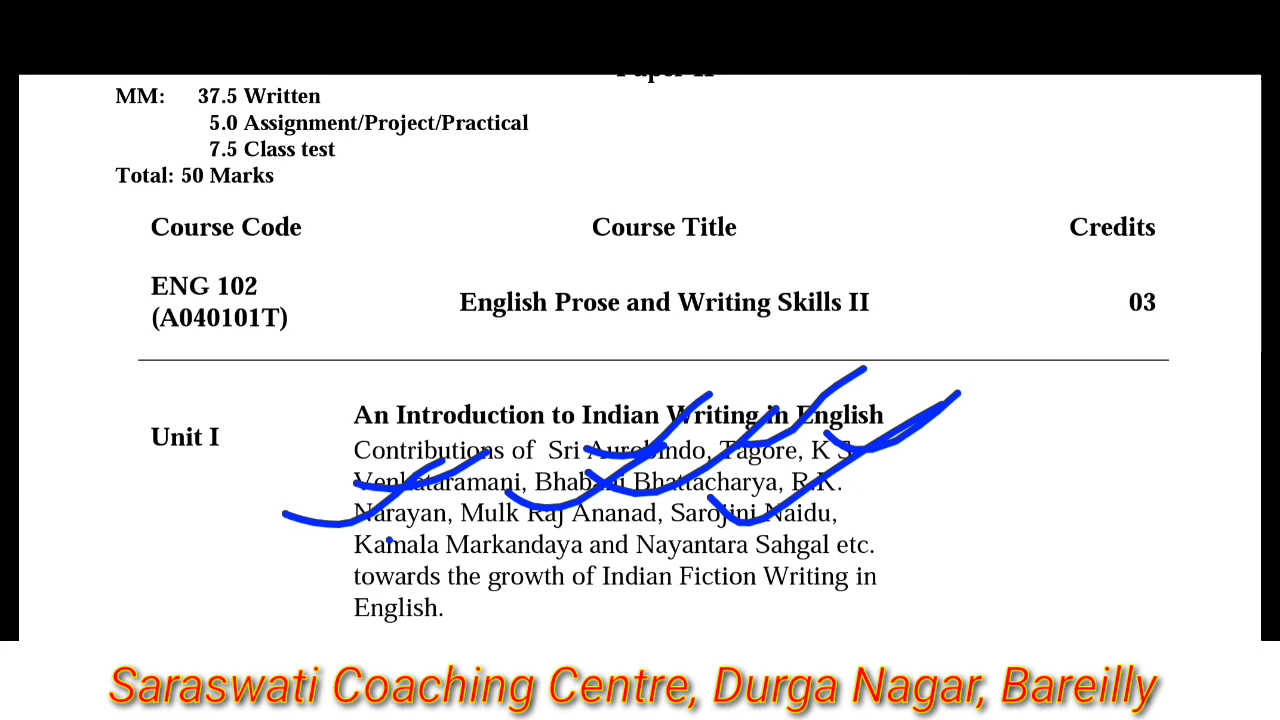 Paper II
MM: 37.5 Written
5.0 Assignment/Project/Practical
7.5 Class test
Total: 50 Marks
Course Code Course Title Credits
ENG 102
(A040101T) English Prose and Writing Skills II 03
An Introduction to Indian Writing in English
Unit I
Contributions of Sri Aurobindo, Tagore, K S
Venkataramani, Bhabani Bhattacharya, R.K.
Narayan, Mulk Raj Ananad, Sarojini Naidu,
Kamala Markandaya and Nayantara Sahgal etc.
towards the growth of Indian Fiction Writing in
English.
Saraswati Coaching Centre, Durga Nagar, Bareilly